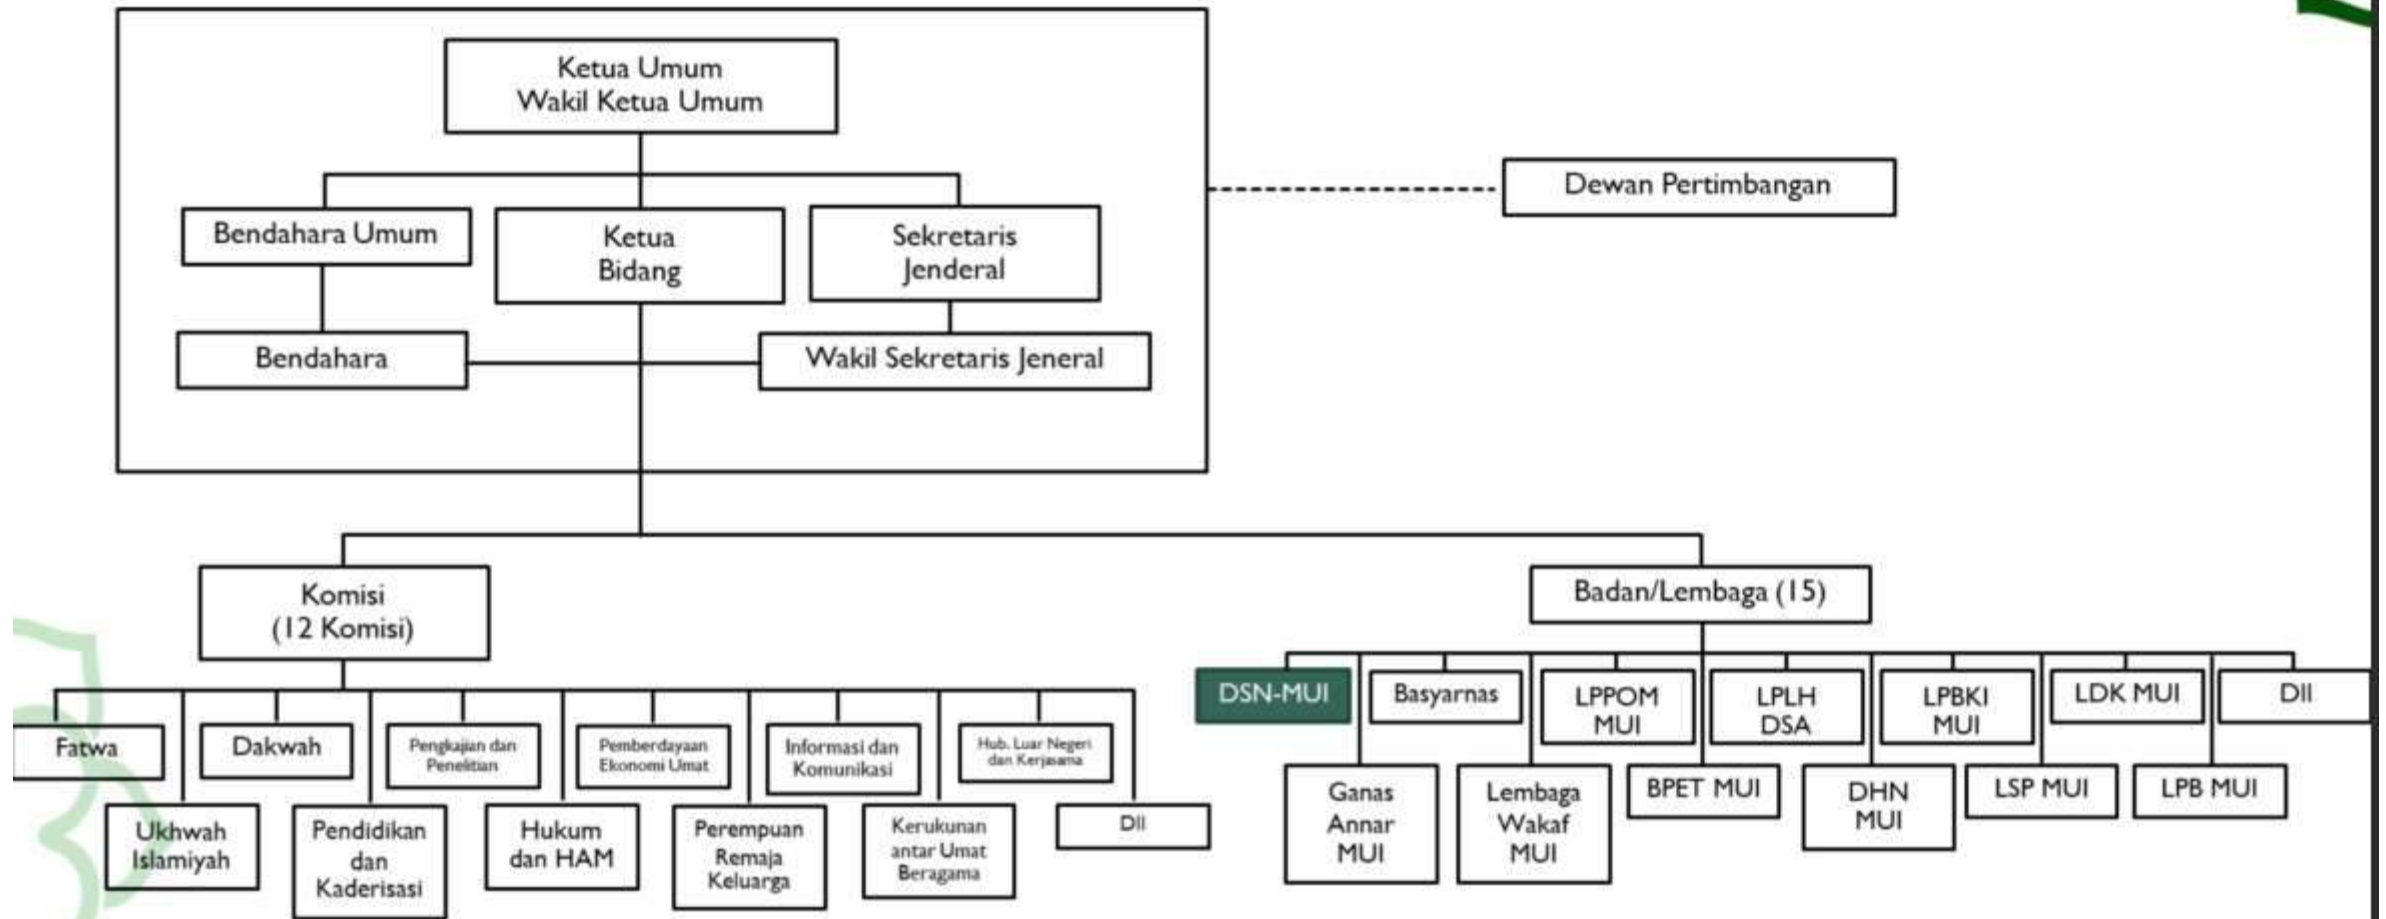 Ketua Umum
Wakil Ketua Umum
Dewan Pertimbangan
Bendahara Umum
Ketua
Bidang
Sekretaris
Jenderal
Bendahara
Wakil Sekretaris Jeneral
Komisi
(12 Komisi)
Badan/Lembaga (15)
Fatwa
Dakwah
Pengkajian dan
Penelitian
Pemberdayaan
Ekonomi Umat
Informasi dan
Komunikasi
Hub. Luar Negeri
dan Kerjasama
Ukhwah
Islamiyah
Pendidikan
dan
Kaderisasi
Hukum
dan HAM
Perempuan
Remaja
Keluarga
Kerukunan
antar Umat
Beragama
Dll
DSN-MUI
Basyarnas
LPPOM
MUI
LPLH
DSA
LPBKI
MUI
LDK MUI
Dll
Ganas
Annar
MUI
Lembaga
Wakaf
MUI
BPET MUI
DHN
MUI
LSP MUI
LPB MUI